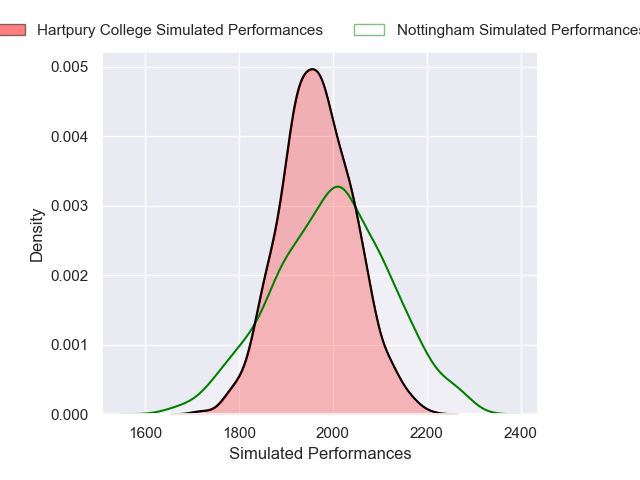 Hartpury College Simulated Performances
Nottingham Simulated Performances
0.005
0.004
0.003
0.002
0.001
0.000
Density
1600 1800 2000 2200 2400
Simulated Performances